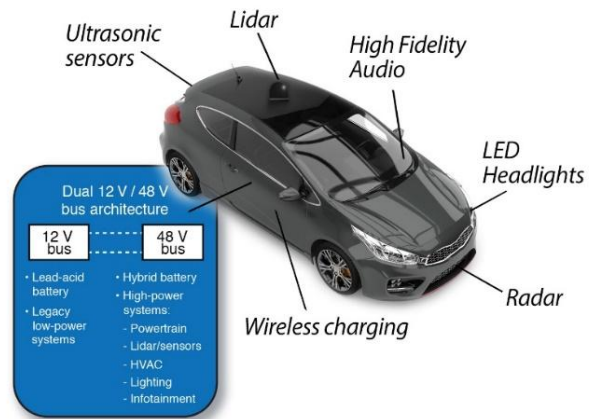 Ultrasonic
sensors
Lidar
High Fidelity
Audio
LED
Headlights
Radar
Wireless charging
Dual 12 V / 48 V
bus architecture
12 V
bus
48 V
bus
• Lead-acid
battery
• Legacy
low-power
systems
• Hybrid battery
• High-power
systems:
- Powertrain
- Lidar/sensors
- HVAC
- Lighting
- Infotainment